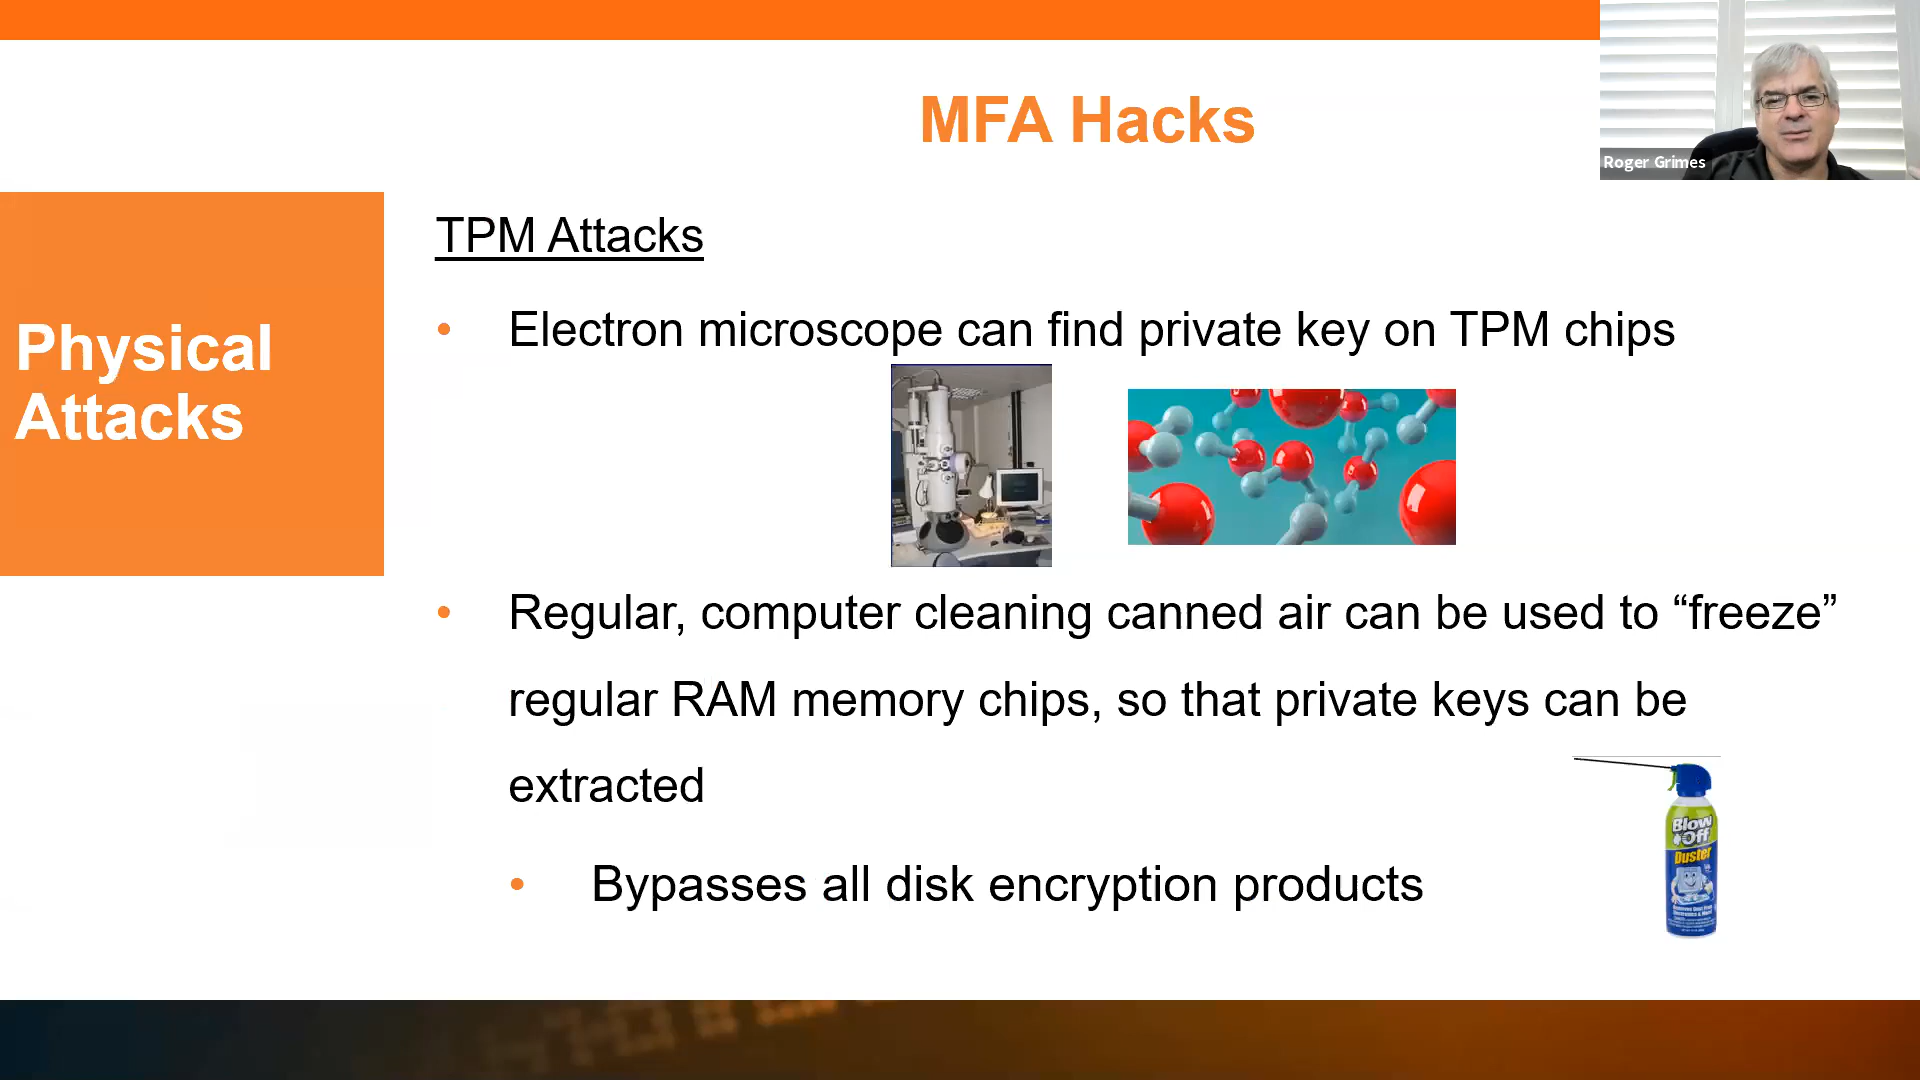 MFA Hacks
Roger Grimes
Physical
Attacks
TPM Attacks
• Electron microscope can find private key on TPM chips
• Regular, computer cleaning canned air can be used to “freeze”
regular RAM memory chips, so that private keys can be
extracted
• Bypasses all disk encryption products
Blow
Off
Duster